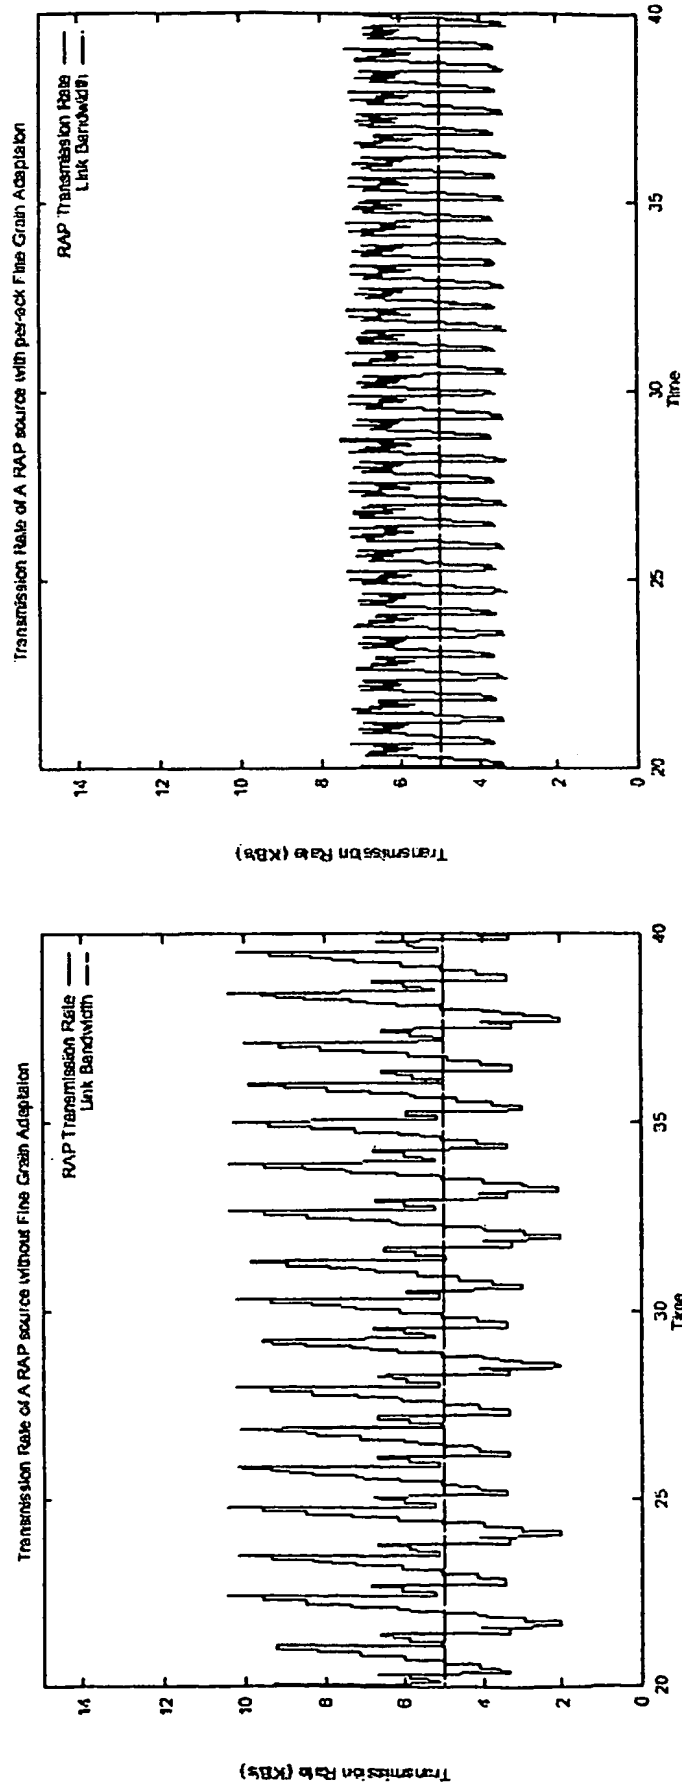 Transmission Rate of A RAP source without Fine Grain Adaptaion
RAP Transmission Rate
Link Bandwidth
Transmission Rate (KB/s)
14
12
10
8
6
4
2
0
20
25
30
35
40
Time
Transmission Rate of A RAP source with per-ack Fine Grain Adaptaion
RAP Transmission Rate
Link Bandwidth
Transmission Rate (KB/s)
14
12
10
8
6
4
2
0
20
25
30
35
40
Time